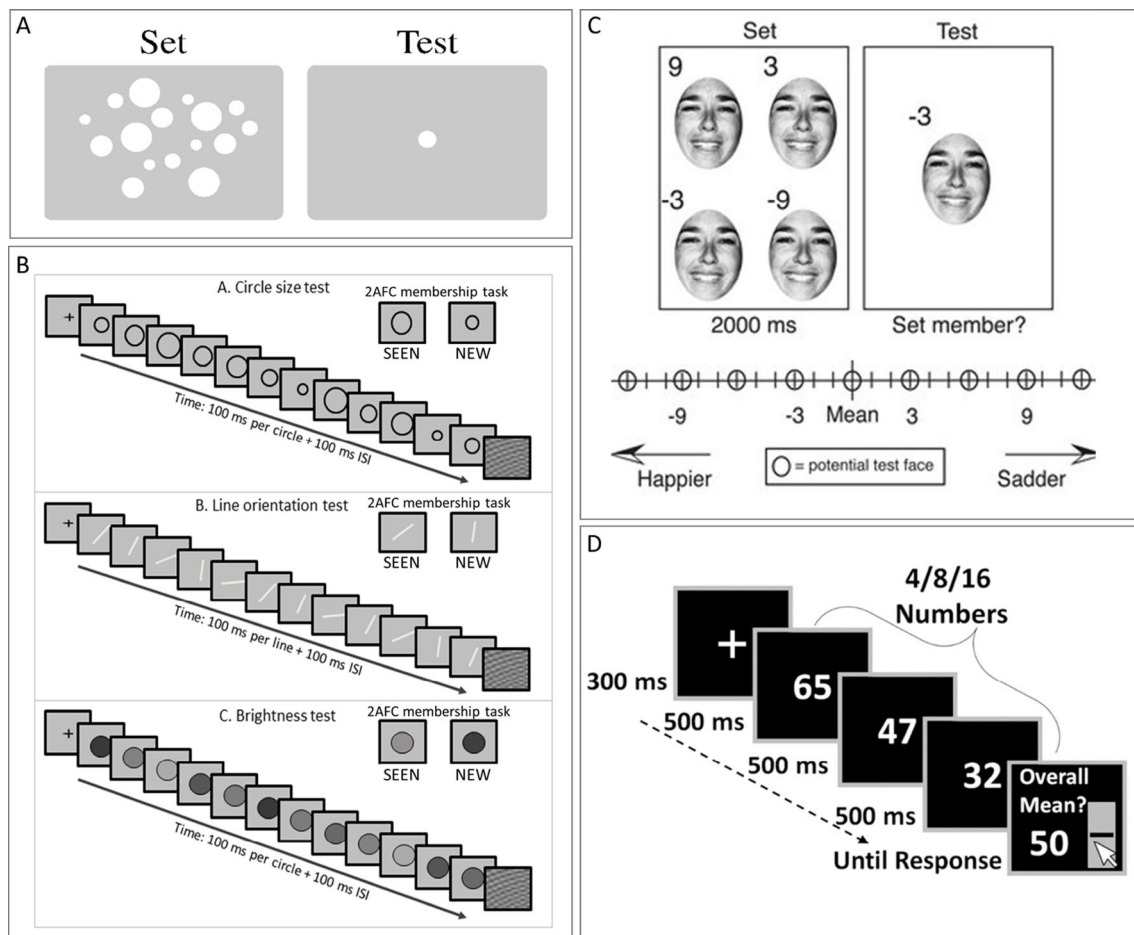 A
Set Test
B
A. Circle size test
2AFC membership task
SEEN NEW
Time: 100 ms per circle + 100 ms ISI
B. Line orientation test
2AFC membership task
SEEN NEW
Time: 100 ms per line + 100 ms ISI
C. Brightness test
2AFC membership task
SEEN NEW
Time: 100 ms per circle + 100 ms ISI
C
Set Test
9 3
-3
-3 -9
2000 ms Set member?
-9 -3 Mean 3 9
Happier Sadder
= potential test face
D
4/8/16
Numbers
+
300 ms
65
500 ms
47
500 ms
32
500 ms
Overall
Mean?
50
Until Response